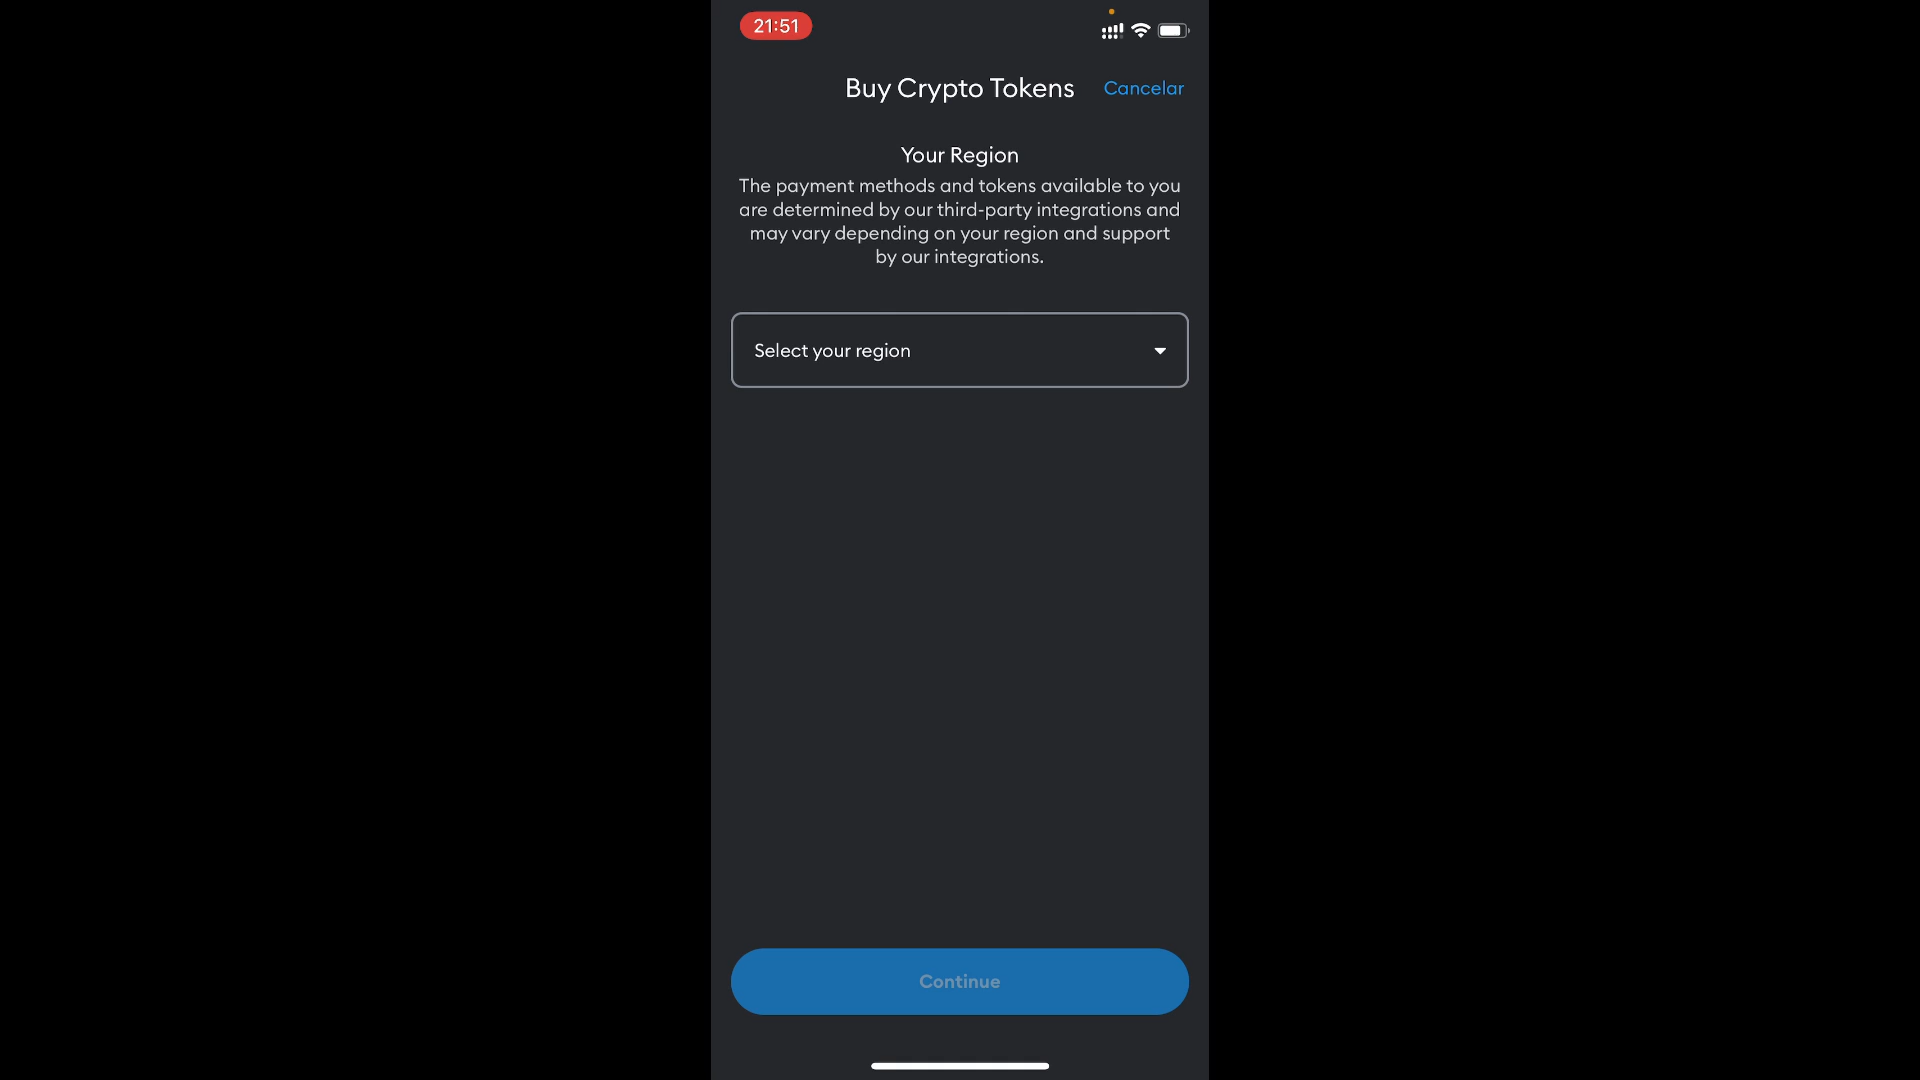 21:51
Buy Crypto Tokens
Cancelar
Your Region
The payment methods and tokens available to you
are determined by our third-party integrations and
may vary depending on your region and support
by our integrations.
Select your region
Continue